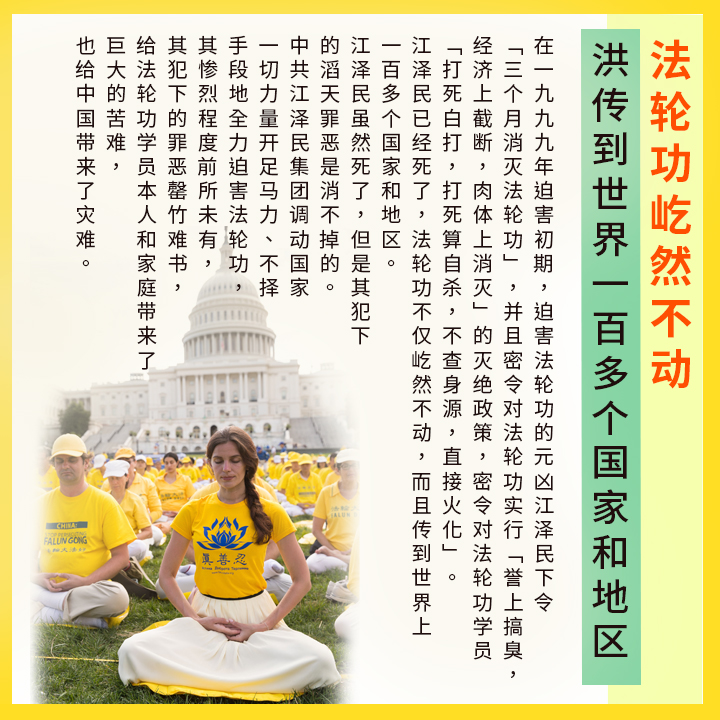 法轮功屹然不动
洪传到世界一百多个国家和地区
在一九九九年迫害初期，迫害法轮功的元凶江泽民下令
「三个月消灭法轮功」，并且密令对法轮功实行「誉上搞臭，
经济上截断，肉体上消灭」的灭绝政策，密令对法轮功学员
「打死白打，打死算自杀，不查身源，直接火化」。
江泽民已经死了，法轮功不仅屹然不动，而且传到世界上
一百多个国家和地区。
江泽民虽然死了，但是其犯下
的滔天罪恶是消不掉的。
中共江泽民集团调动国家
一切力量开足马力、不择
手段地全力迫害法轮功，
其惨烈程度前所未有，
其犯下的罪恶罄竹难书，
给法轮功学员本人和家庭带来了
巨大的苦难，
也给中国带来了灾难。
CHINA:
FALUN GONG
真善忍